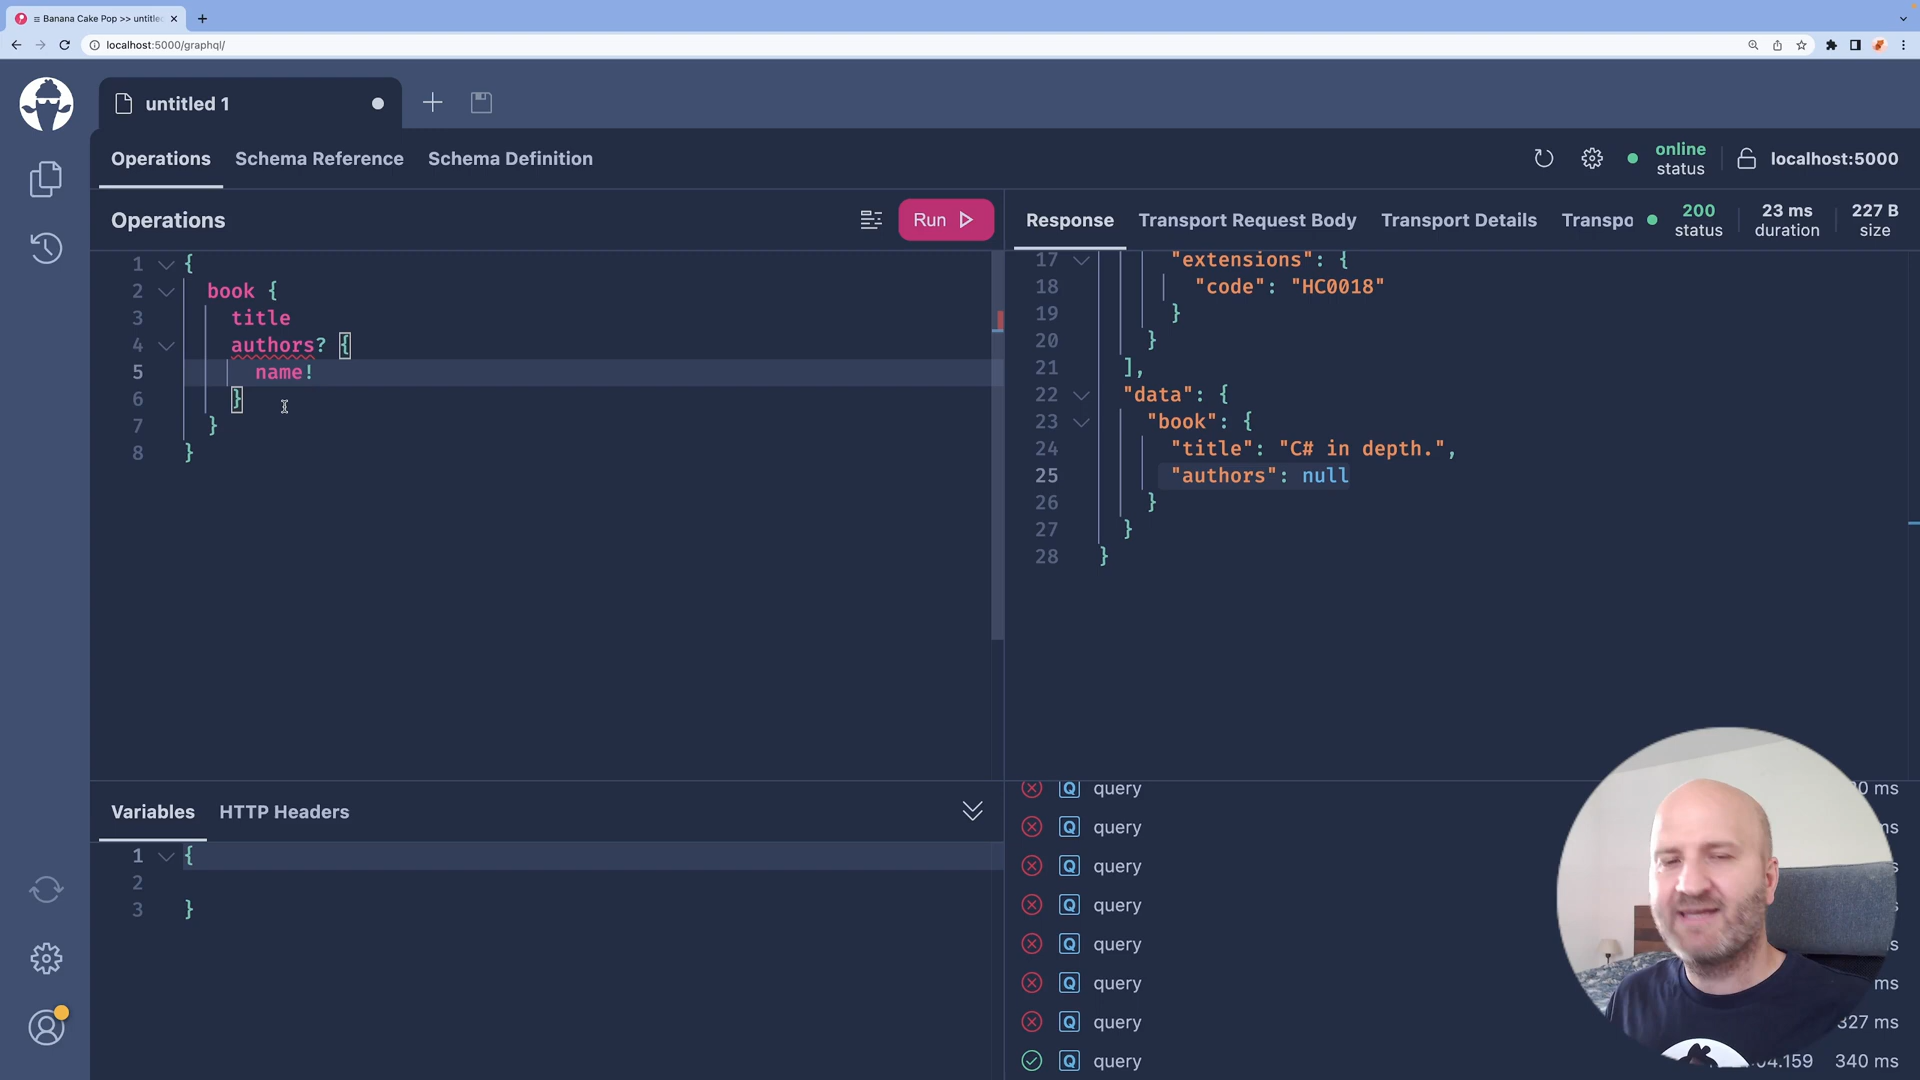 Banana Cake Pop >> untitle
localhost:5000/graphql/
untitled 1
Operations Schema Reference Schema Definition
online
status
localhost:5000
Operations
Run
Response Transport Request Body Transport Details Transpo
200
status
23 ms
duration
227 B
size
1 {
2 book {
3 title
4 authors? {
5 name!
6 }
7 }
8 }
17 "extensions": {
18 "code": "HC0018"
19 }
20 }
21 ],
22 "data": {
23 "book": {
24 "title": "C# in depth.",
25 "authors": null
26 }
27 }
28 }
Variables HTTP Headers
1 {
2
3 }
Q query ms
Q query
Q query
Q query
Q query
Q query ms
Q query 327 ms
Q query 04.159 340 ms